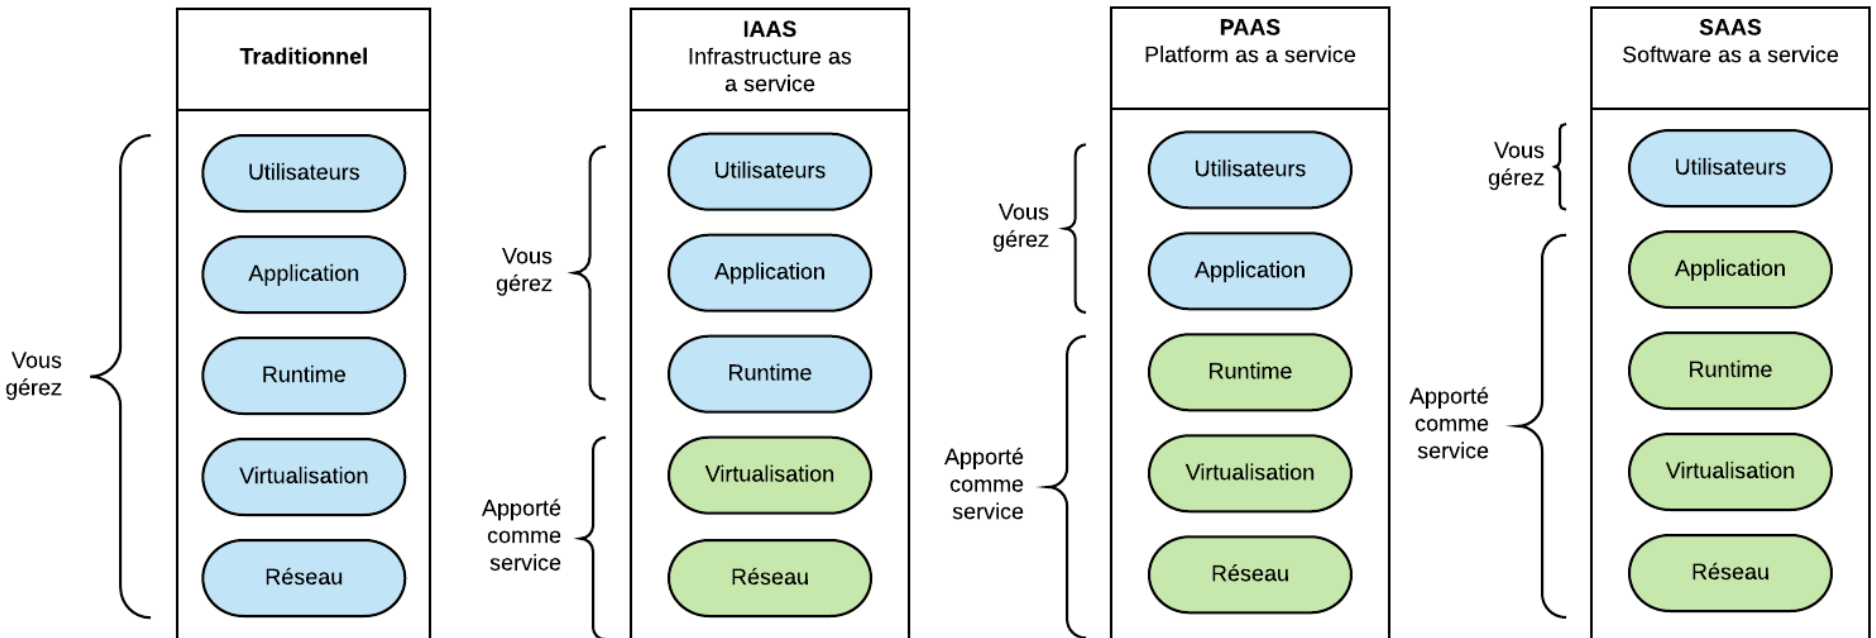 Traditionnel
Vous
gérez
Utilisateurs
Application
Runtime
Virtualisation
Réseau
IAAS
Infrastructure as
a service
Vous
gérez
Apporté
comme
service
Utilisateurs
Application
Runtime
Virtualisation
Réseau
PAAS
Platform as a service
Vous
gérez
Apporté
comme
service
Utilisateurs
Application
Runtime
Virtualisation
Réseau
SAAS
Software as a service
Vous
gérez
Apporté
comme
service
Utilisateurs
Application
Runtime
Virtualisation
Réseau